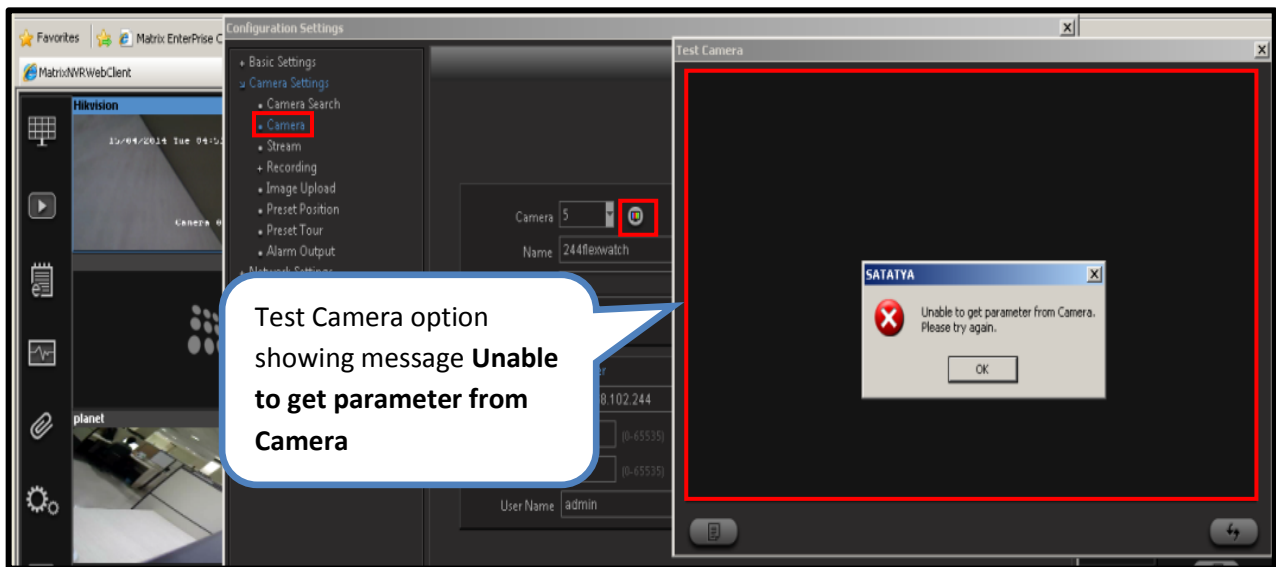 Favorites
Matrix EnterPrise C
MatrixNVRWebClient
Configuration Settings
Test Camera
Hikvision
15/04/2014 Tue 04:5
Camera 0
planet
+ Basic Settings
Camera Settings
• Camera Search
• Camera
• Stream
+ Recording
• Image Upload
• Preset Position
• Preset Tour
• Alarm Output
+ Network Settings
Camera 5
Name 244flexwatch
8.102.244
(0-65535)
(0-65535)
User Name admin
Test Camera option
showing message Unable
to get parameter from
Camera
SATATYA
Unable to get parameter from Camera.
Please try again.
OK